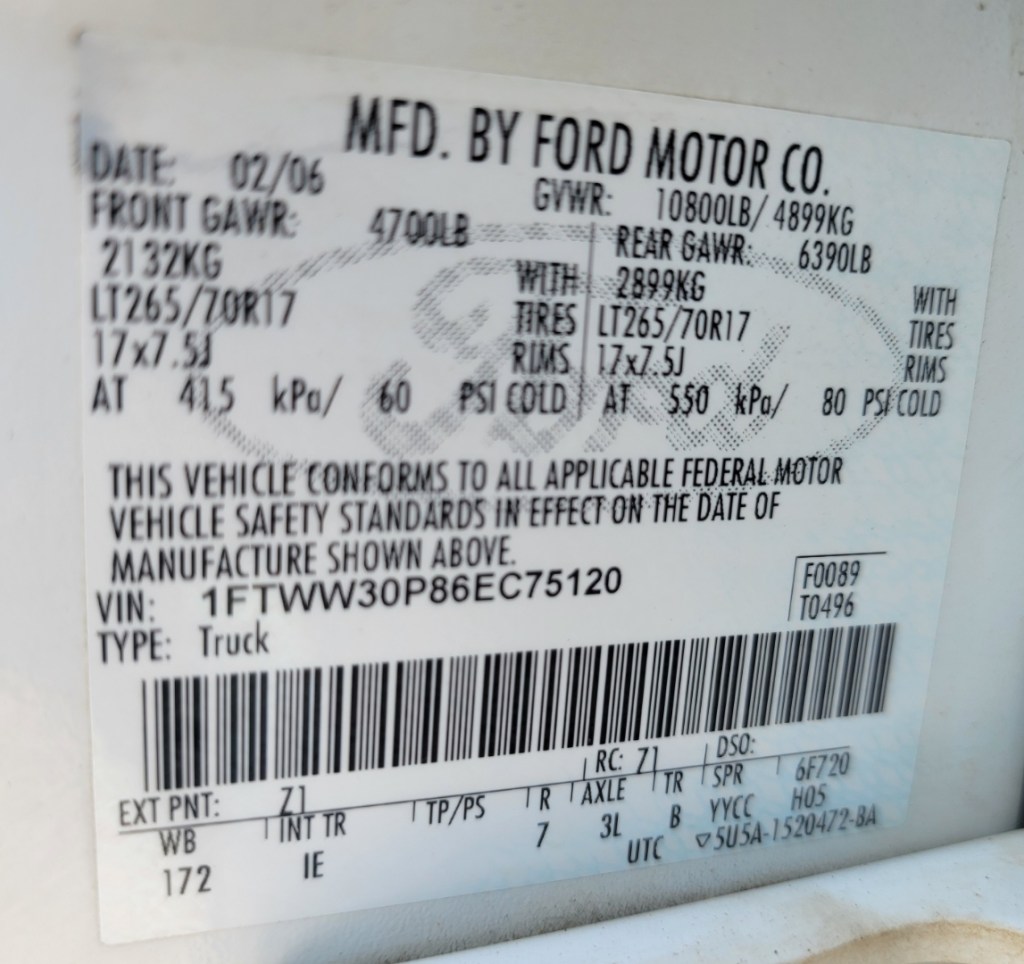 MFD. BY FORD MOTOR CO.
DATE: 02/06 GVWR: 10800LB/ 4899KG
FRONT GAWR: 4700LB REAR GAWR: 6390LB
2132KG WITH 2899KG WITH
LT265/70R17 TIRES LT265/70R17 TIRES
17x7.5J RIMS 17x7.5J RIMS
AT 415 kPa/ 60 PSI COLD AT 550 kPa/ 80 PSI COLD
Ford
THIS VEHICLE CONFORMS TO ALL APPLICABLE FEDERAL MOTOR
VEHICLE SAFETY STANDARDS IN EFFECT ON THE DATE OF
MANUFACTURE SHOWN ABOVE.
VIN: 1FTWW30P86EC75120 F0089
TYPE: Truck T0496
EXT PNT: Z1 RC: Z1 DSO:
WB INT TR TP/PS R AXLE TR SPR 6F720
172 IE 7 3L B YYCC H05
UTC ▽5U5A-1520472-BA